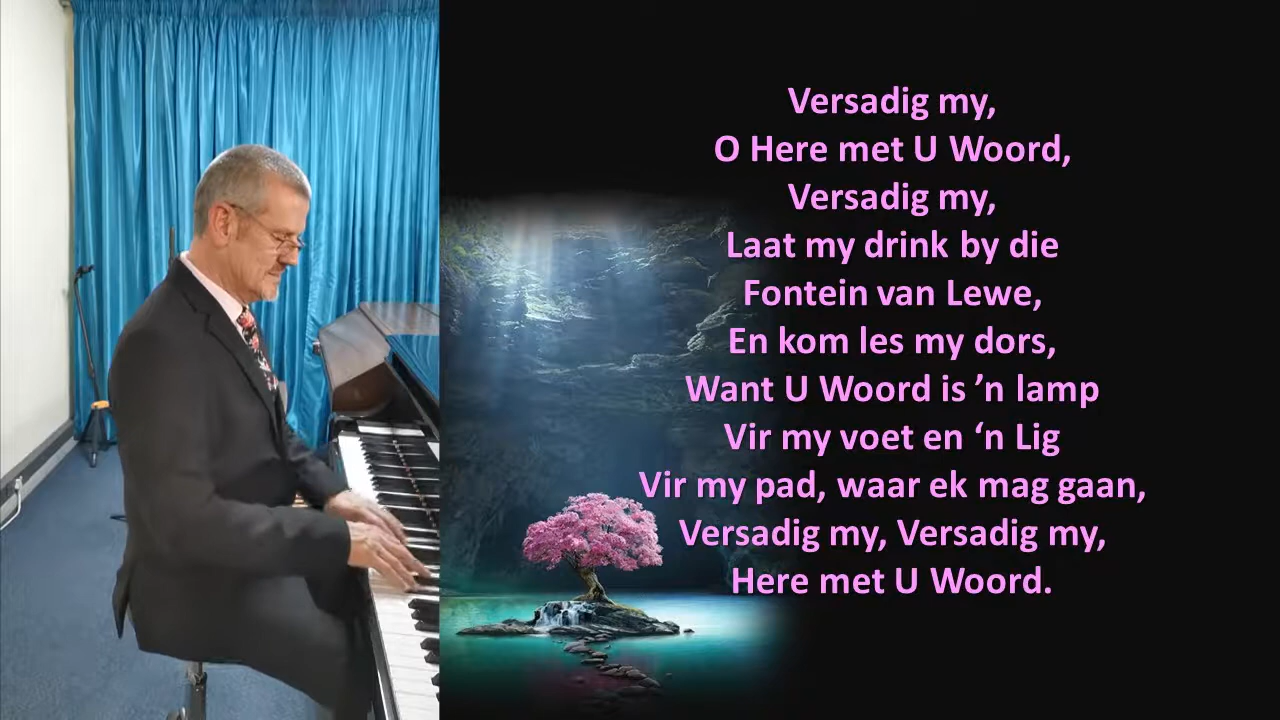 Versadig my,
O Here met U Woord,
Versadig my,
Laat my drink by die
Fontein van Lewe,
En kom les my dors,
Want U Woord is ’n lamp
Vir my voet en ‘n Lig
Vir my pad, waar ek mag gaan,
Versadig my, Versadig my,
Here met U Woord.